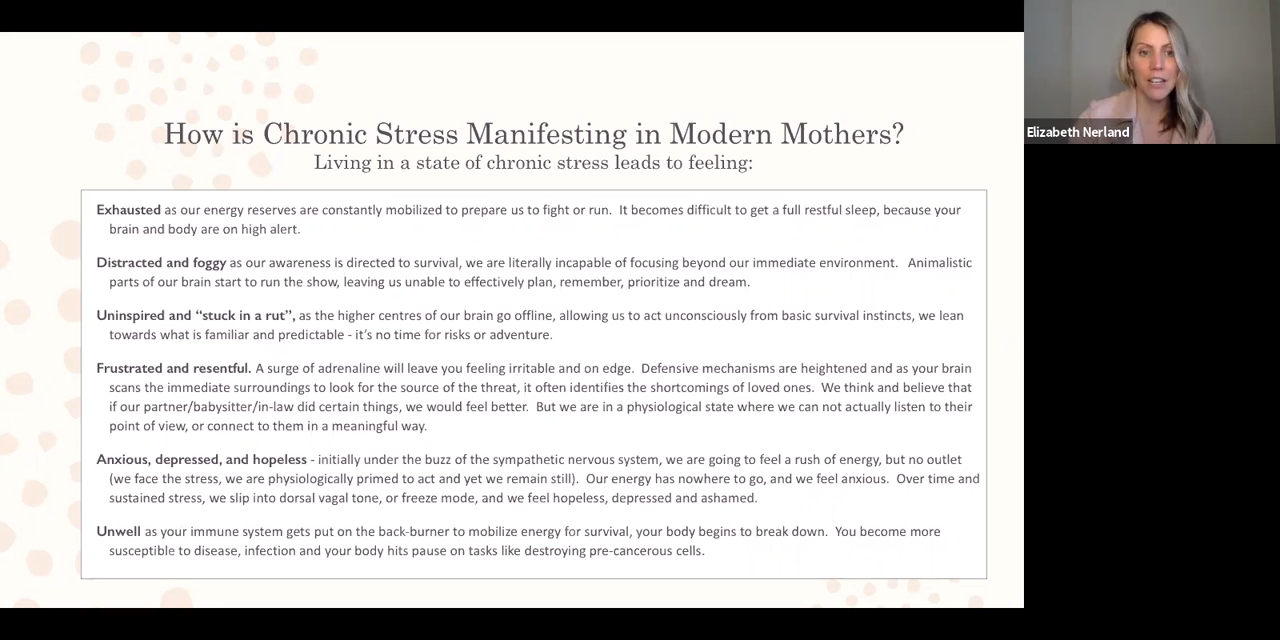 How is Chronic Stress Manifesting in Modern Mothers?
Living in a state of chronic stress leads to feeling:
Exhausted as our energy reserves are constantly mobilized to prepare us to fight or run.  It becomes difficult to get a full restful sleep, because your
brain and body are on high alert.
Distracted and foggy as our awareness is directed to survival, we are literally incapable of focusing beyond our immediate environment.   Animalistic
parts of our brain start to run the show, leaving us unable to effectively plan, remember, prioritize and dream.
Uninspired and “stuck in a rut”, as the higher centres of our brain go offline, allowing us to act unconsciously from basic survival instincts, we lean
towards what is familiar and predictable - it’s no time for risks or adventure.
Frustrated and resentful. A surge of adrenaline will leave you feeling irritable and on edge.  Defensive mechanisms are heightened and as your brain
scans the immediate surroundings to look for the source of the threat, it often identifies the shortcomings of loved ones.  We think and believe that
if our partner/babysitter/in-law did certain things, we would feel better.  But we are in a physiological state where we can not actually listen to their
point of view, or connect to them in a meaningful way.
Anxious, depressed, and hopeless - initially under the buzz of the sympathetic nervous system, we are going to feel a rush of energy, but no outlet
(we face the stress, we are physiologically primed to act and yet we remain still).  Our energy has nowhere to go, and we feel anxious.  Over time and
sustained stress, we slip into dorsal vagal tone, or freeze mode, and we feel hopeless, depressed and ashamed.
Unwell as your immune system gets put on the back-burner to mobilize energy for survival, your body begins to break down.  You become more
susceptible to disease, infection and your body hits pause on tasks like destroying pre-cancerous cells.
Elizabeth Nerland